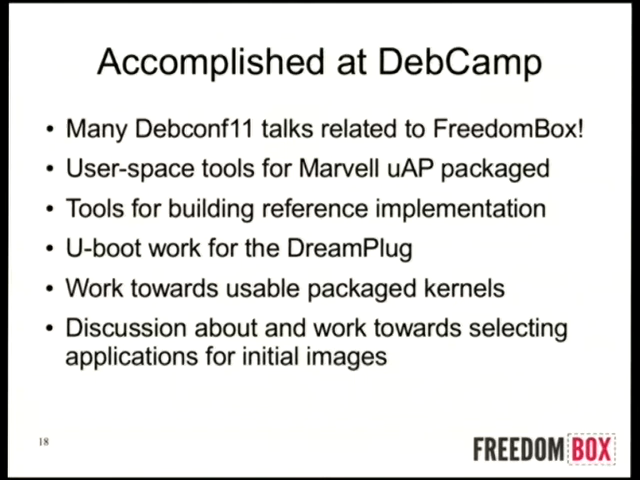 Accomplished at DebCamp
• Many Debconf11 talks related to FreedomBox!
• User-space tools for Marvell uAP packaged
• Tools for building reference implementation
• U-boot work for the DreamPlug
• Work towards usable packaged kernels
• Discussion about and work towards selecting
applications for initial images
18
FREEDOMBOX